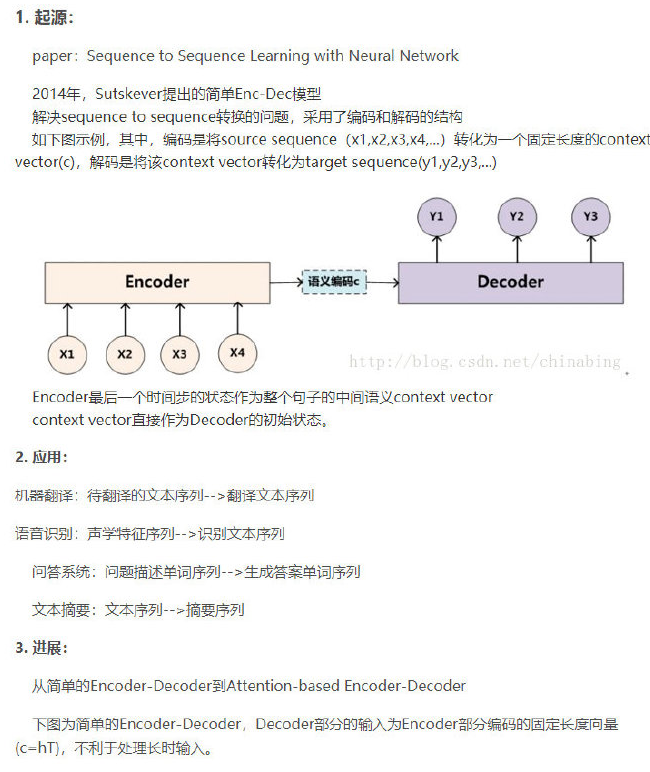 1. 起源：
paper：Sequence to Sequence Learning with Neural Network
2014年，Sutskever提出的简单Enc-Dec模型
解决sequence to sequence转换的问题，采用了编码和解码的结构
如下图示例，其中，编码是将source sequence（x1,x2,x3,x4,...）转化为一个固定长度的context
vector(c)，解码是将该context vector转化为target sequence(y1,y2,y3,...)
Y1 Y2 Y3
Encoder 语义编码c Decoder
X1 X2 X3 X4
http://blog.csdn.net/chinabing
Encoder最后一个时间步的状态作为整个句子的中间语义context vector
context vector直接作为Decoder的初始状态。
2. 应用：
机器翻译：待翻译的文本序列-->翻译文本序列
语音识别：声学特征序列-->识别文本序列
问答系统：问题描述单词序列-->生成答案单词序列
文本摘要：文本序列-->摘要序列
3. 进展：
从简单的Encoder-Decoder到Attention-based Encoder-Decoder
下图为简单的Encoder-Decoder，Decoder部分的输入为Encoder部分编码的固定长度向量
(c=hT)，不利于处理长时输入。